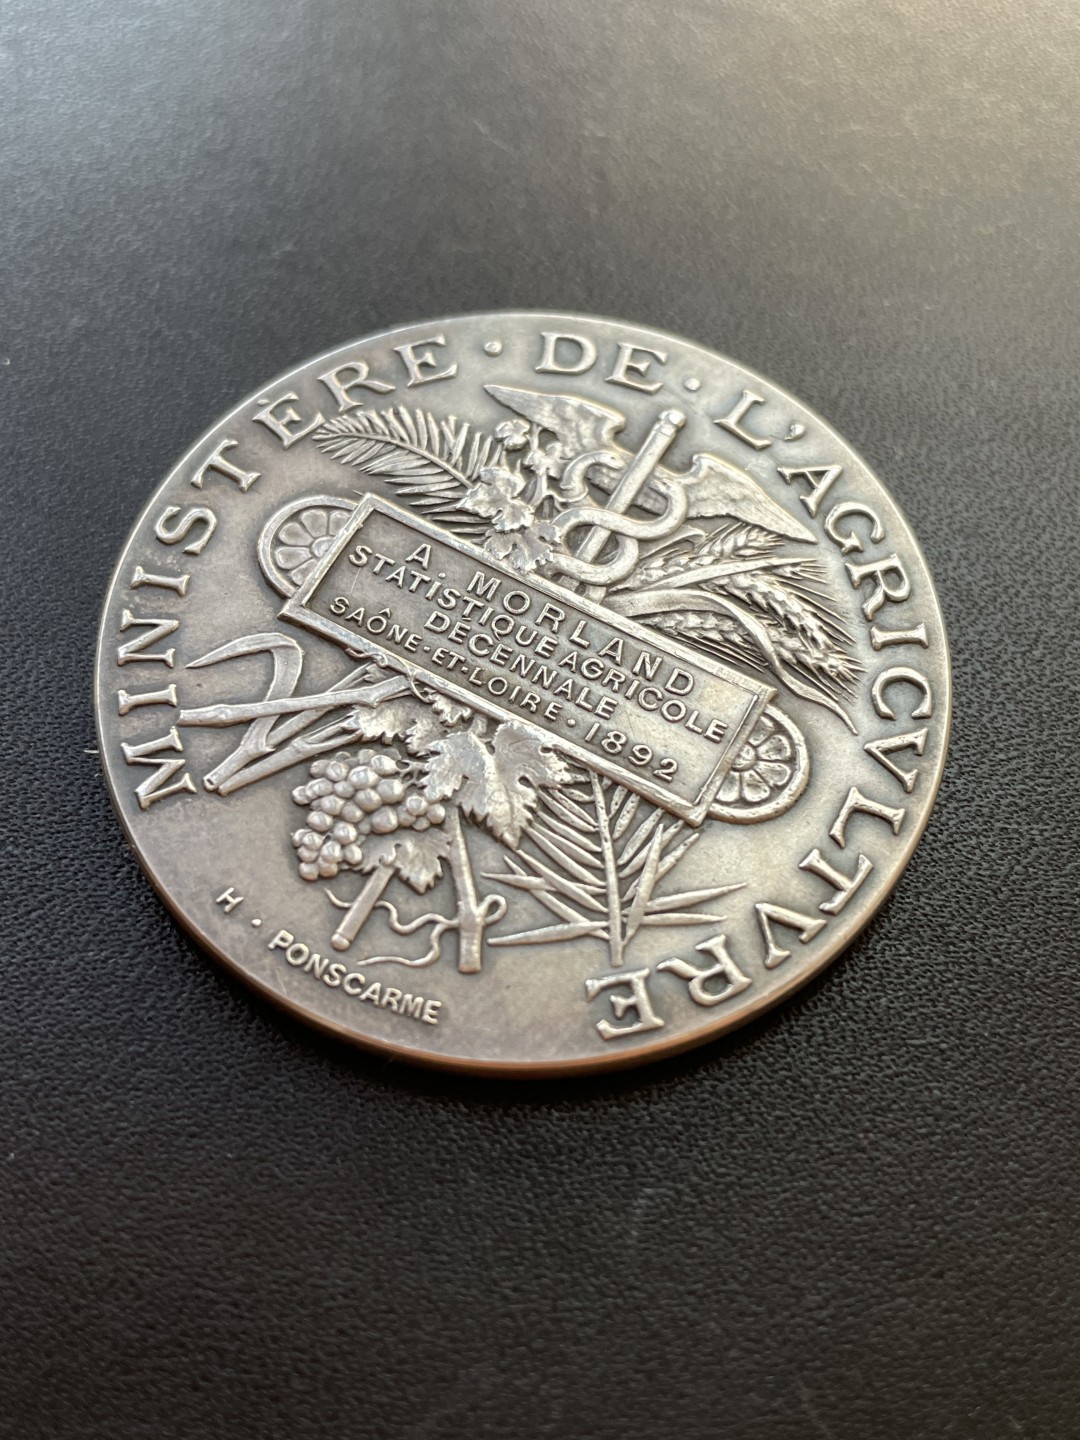 MINISTÈRE · DE · L'AGRICVLTVRE
A. MORLAND
STATISTIQUE AGRICOLE
DÉCENNALE
SAÔNE-ET-LOIRE · 1892
H · PONSCARME